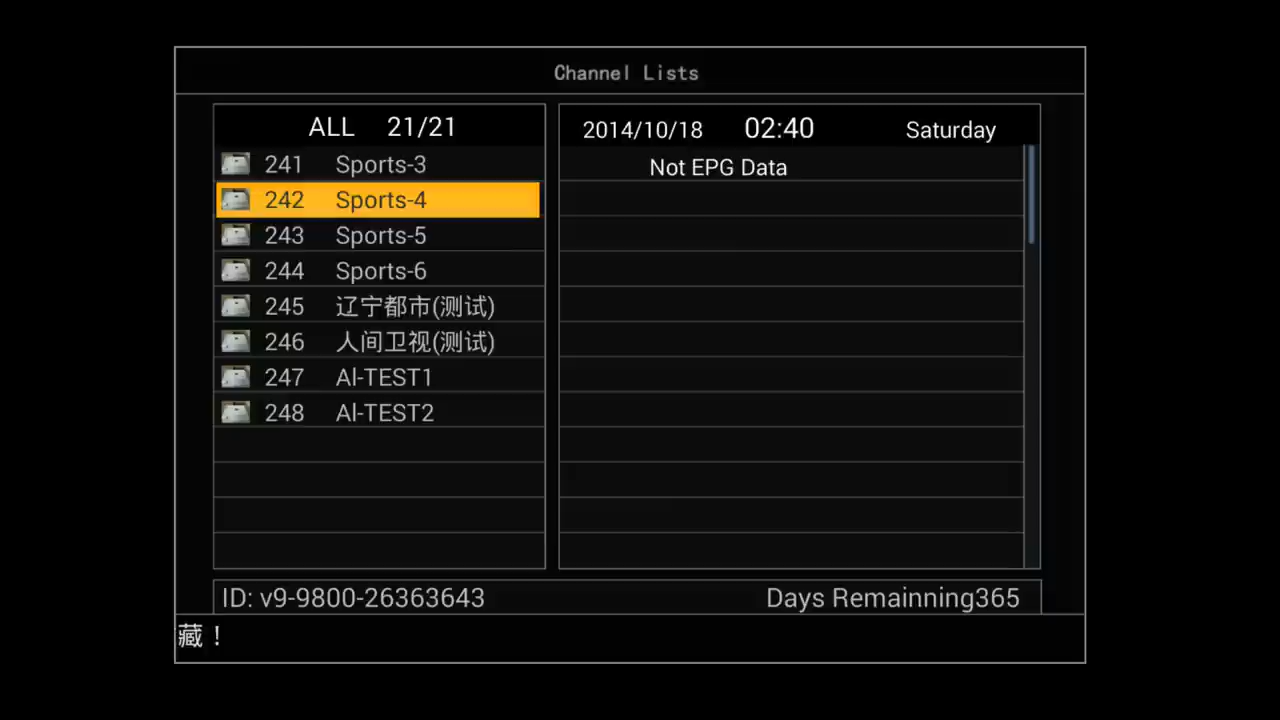 Channel Lists
ALL 21/21
241 Sports-3
242 Sports-4
243 Sports-5
244 Sports-6
245 辽宁都市(测试)
246 人间卫视(测试)
247 Al-TEST1
248 Al-TEST2
2014/10/18 02:40 Saturday
Not EPG Data
ID: v9-9800-26363643 Days Remainning365
藏！